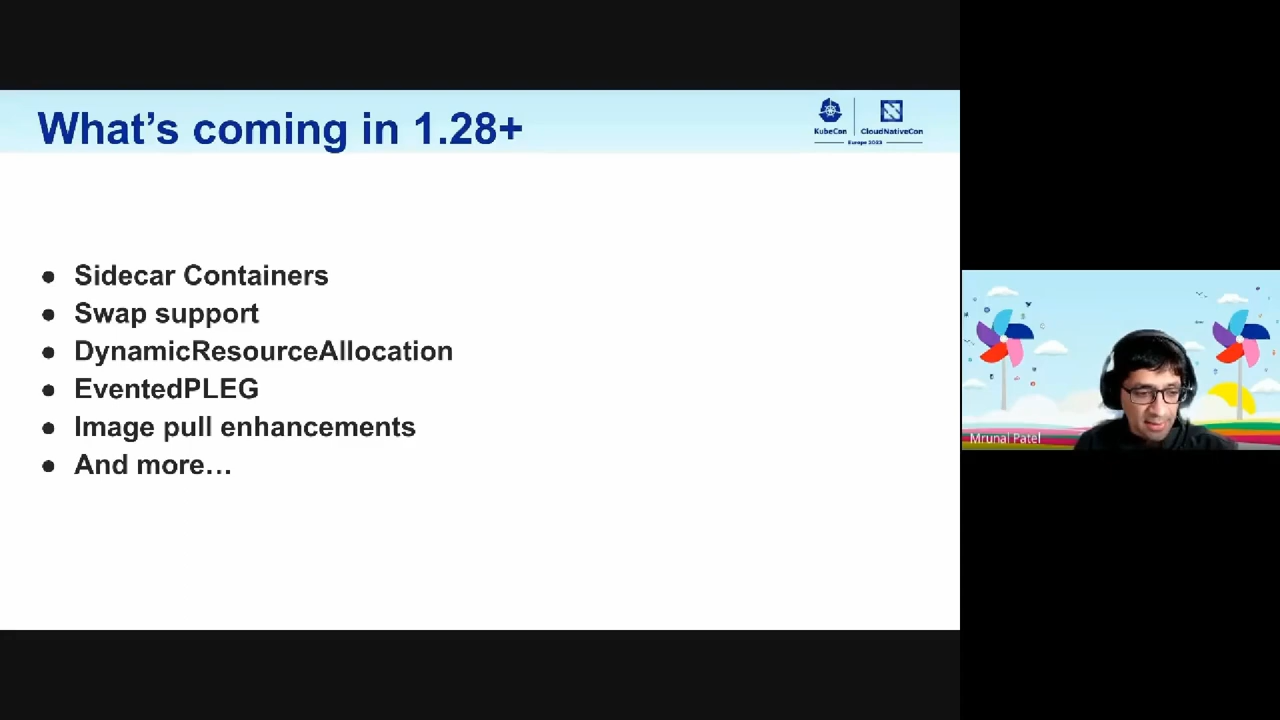 What's coming in 1.28+
KubeCon
CloudNativeCon
Europe 2023
● Sidecar Containers
● Swap support
● DynamicResourceAllocation
● EventedPLEG
● Image pull enhancements
● And more…
Mrunal Patel